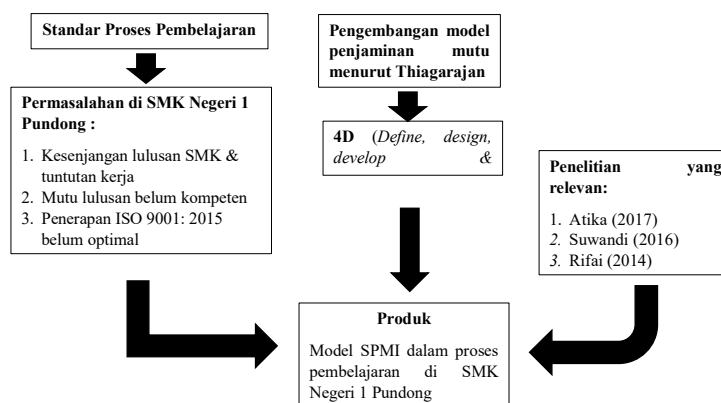 Standar Proses Pembelajaran
Permasalahan di SMK Negeri 1
Pundong :
1. Kesenjangan lulusan SMK &
tuntutan kerja
2. Mutu lulusan belum kompeten
3. Penerapan ISO 9001: 2015
belum optimal
Pengembangan model
penjaminan mutu
menurut Thiagarajan
4D (Define, design,
develop &
Penelitian yang
relevan:
1. Atika (2017)
2. Suwandi (2016)
3. Rifai (2014)
Produk
Model SPMI dalam proses
pembelajaran di SMK
Negeri 1 Pundong